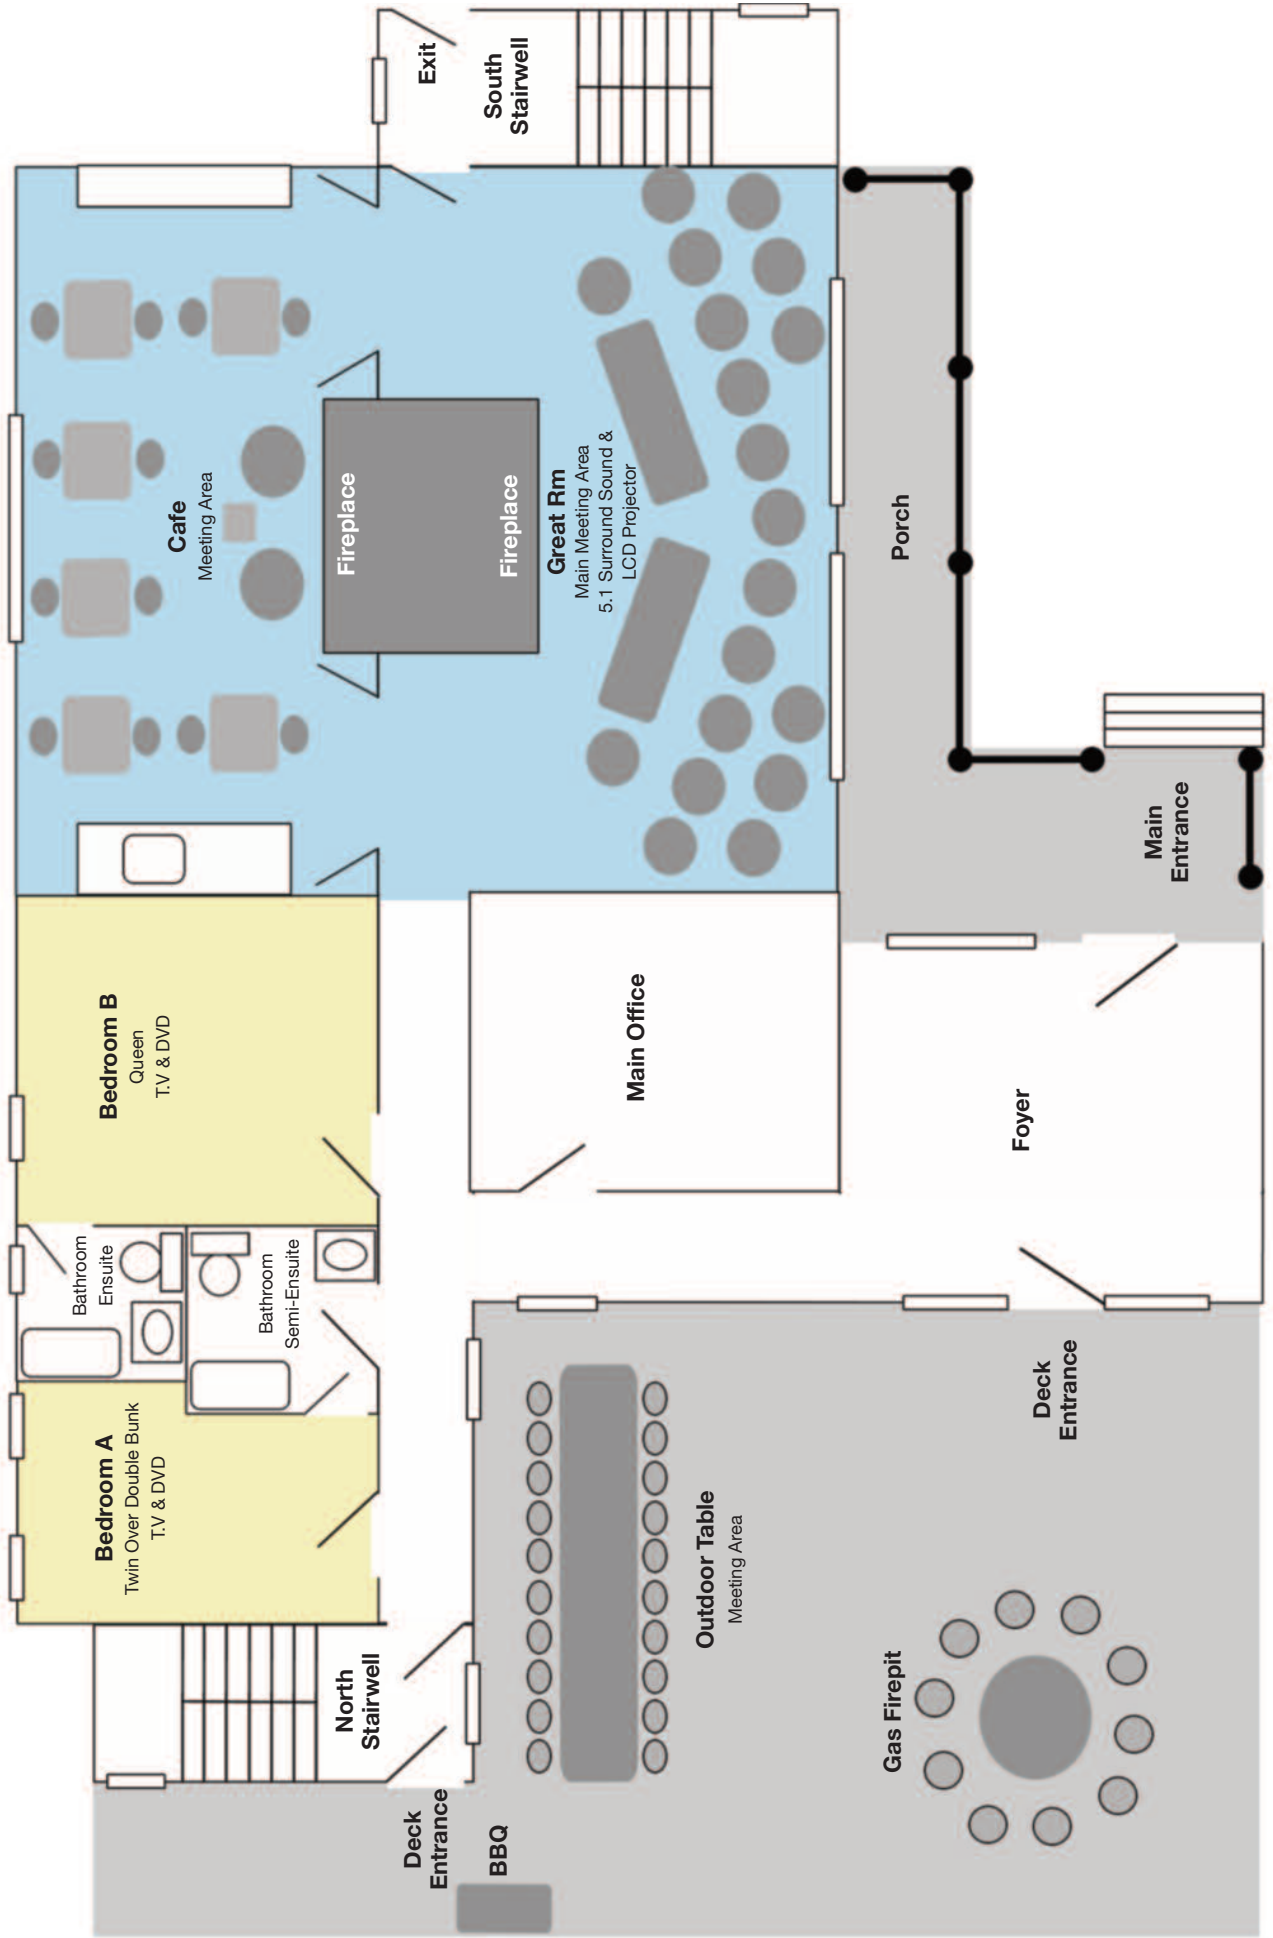 Exit
South
Stairwell
Cafe
Meeting Area
Fireplace
Fireplace
Great Rm
Main Meeting Area
5.1 Surround Sound &
LCD Projector
Porch
Main
Entrance
Bedroom B
Queen
T.V & DVD
Main Office
Foyer
Bathroom
Ensuite
Bathroom
Semi-Ensuite
Bedroom A
Twin Over Double Bunk
T.V & DVD
Deck
Entrance
Outdoor Table
Meeting Area
North
Stairwell
Gas Firepit
Deck
Entrance
BBQ